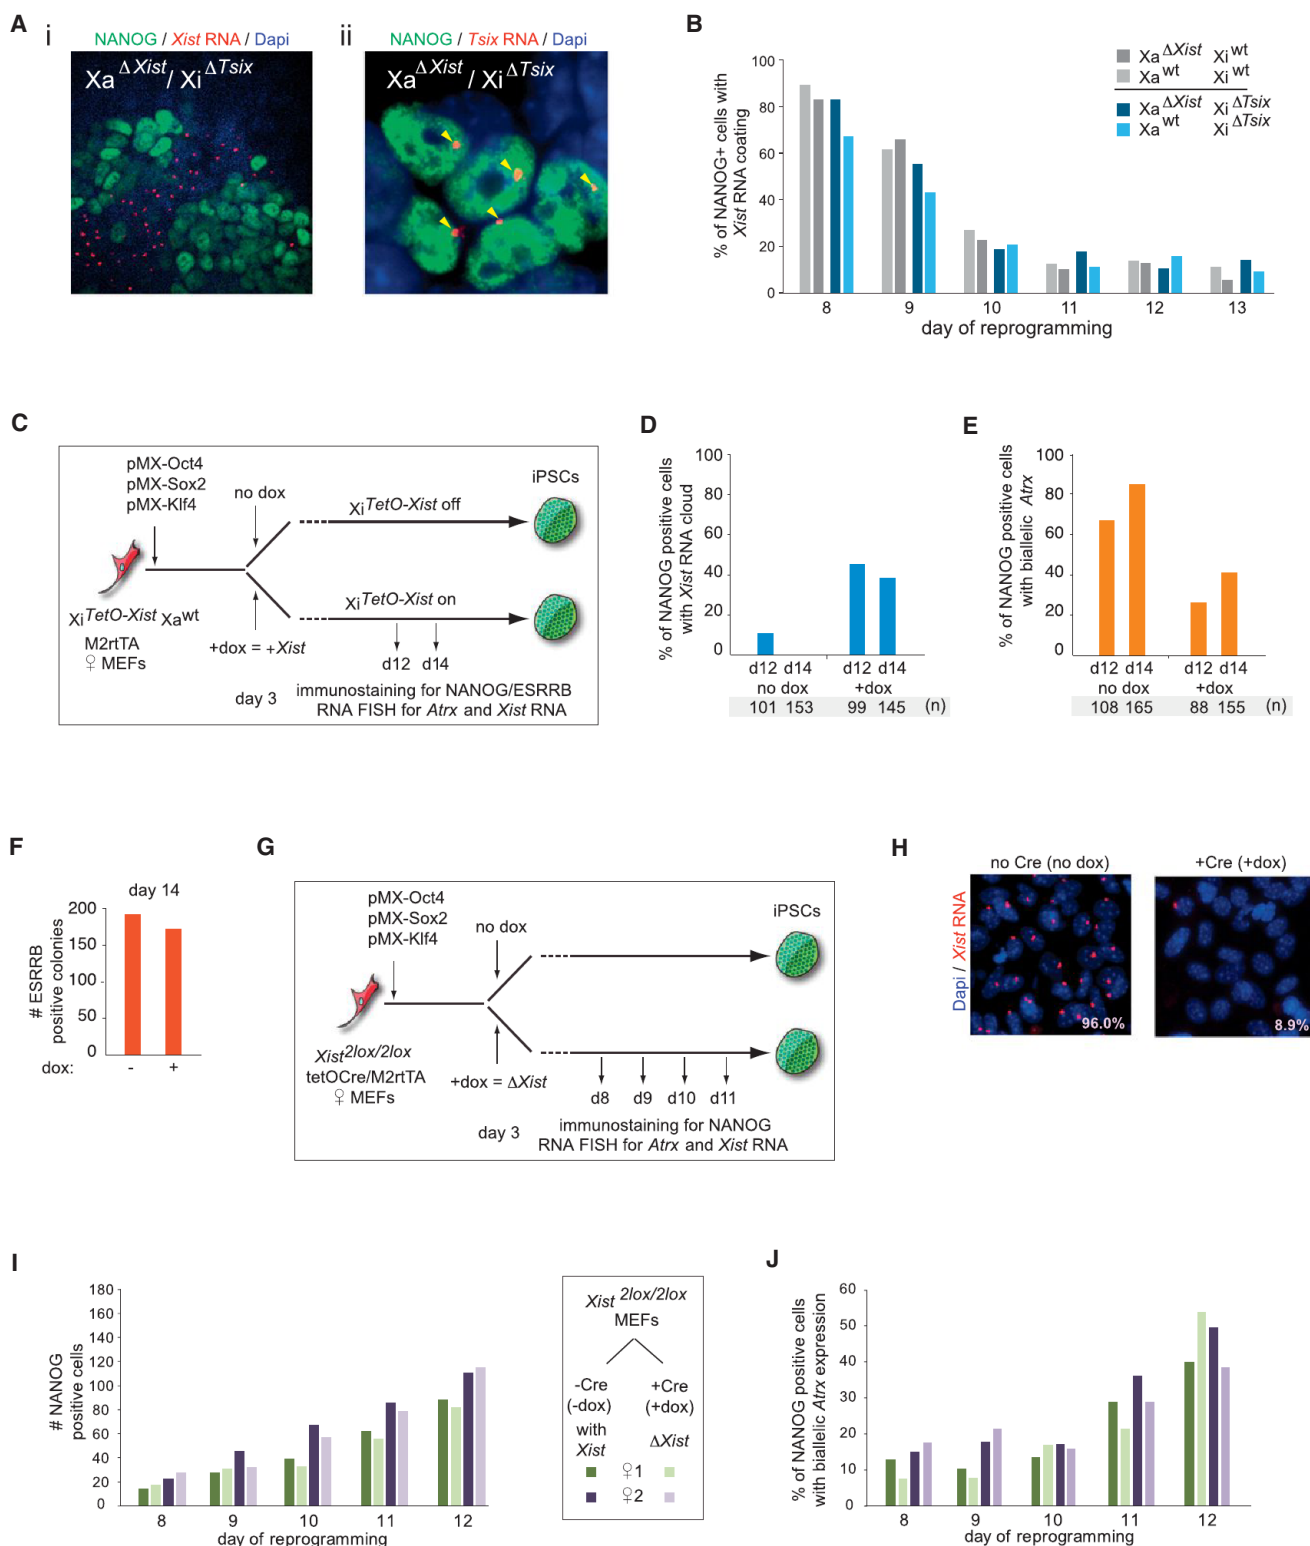 A
i
NANOG / Xist RNA / Dapi
Xa ΔXist / Xi ΔTsix
ii
NANOG / Tsix RNA / Dapi
Xa ΔXist / Xi ΔTsix
B
% of NANOG+ cells with
Xist RNA coating
100
80
60
40
20
0
8 9 10 11 12 13
day of reprogramming
Xa ΔXist Xi wt
Xa wt Xi wt
Xa ΔXist Xi ΔTsix
Xa wt Xi ΔTsix
C
pMX-Oct4
pMX-Sox2
pMX-Klf4
no dox
Xi TetO-Xist off
iPSCs
Xi TetO-Xist Xa wt
M2rtTA
♀ MEFs
Xi TetO-Xist on
+dox = +Xist
d12 d14
day 3
immunostaining for NANOG/ESRRB
RNA FISH for Atrx and Xist RNA
D
% of NANOG positive cells
with Xist RNA cloud
100
80
60
40
20
0
d12 d14 d12 d14
no dox +dox
101 153 99 145 (n)
E
% of NANOG positive cells
with biallelic Atrx
100
80
60
40
20
0
d12 d14 d12 d14
no dox +dox
108 165 88 155 (n)
F
day 14
# ESRRB
positive colonies
200
150
100
50
0
dox: - +
G
pMX-Oct4
pMX-Sox2
pMX-Klf4
no dox
iPSCs
Xist 2lox/2lox
tetOCre/M2rtTA
♀ MEFs
+dox = ΔXist
d8 d9 d10 d11
day 3
immunostaining for NANOG
RNA FISH for Atrx and Xist RNA
H
no Cre (no dox)
+Cre (+dox)
Dapi / Xist RNA
96.0%
8.9%
I
# NANOG
positive cells
180
160
140
120
100
80
60
40
20
0
8 9 10 11 12
day of reprogramming
Xist 2lox/2lox
MEFs
-Cre +Cre
(-dox) (+dox)
with
Xist
ΔXist
♀1
♀2
J
% of NANOG positive cells
with biallelic Atrx expression
60
50
40
30
20
10
0
8 9 10 11 12
day of reprogramming